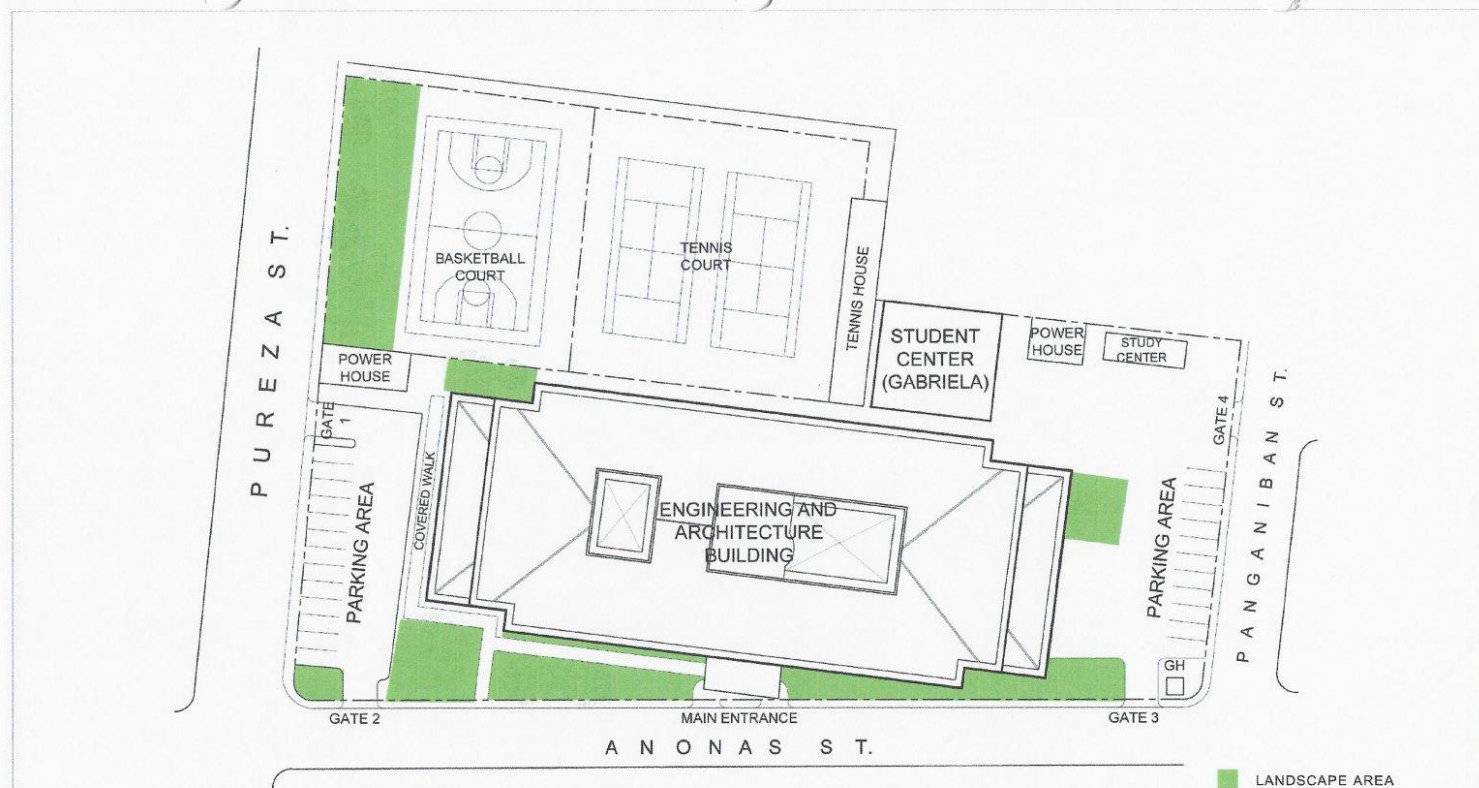 PUREZA ST.
BASKETBALL
COURT
TENNIS
COURT
TENNIS HOUSE
STUDENT
CENTER
(GABRIELA)
POWER
HOUSE
STUDY
CENTER
POWER
HOUSE
GATE
1
GATE 4
PANGANIBAN ST.
COVERED WALK
PARKING AREA
ENGINEERING AND
ARCHITECTURE
BUILDING
PARKING AREA
GH
GATE 2
MAIN ENTRANCE
GATE 3
ANONAS ST.
LANDSCAPE AREA